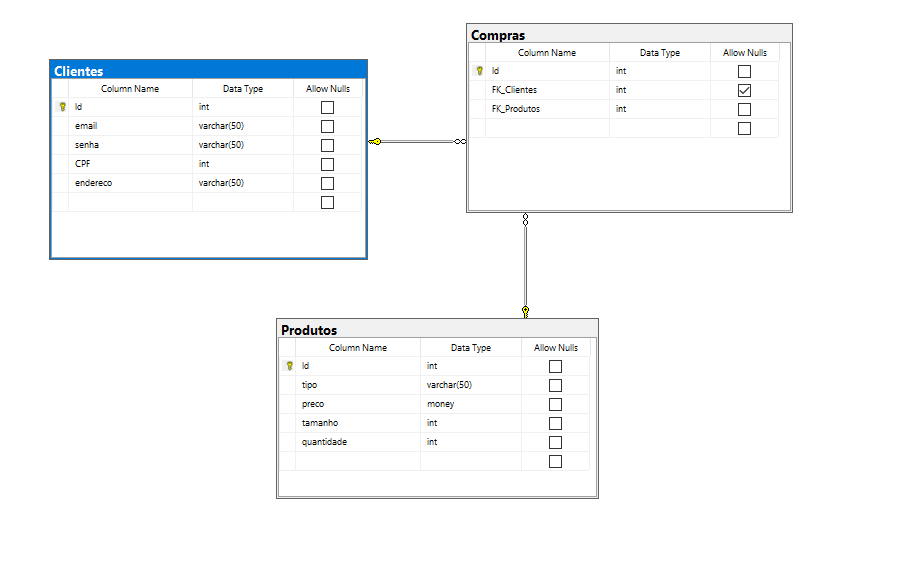 Clientes
Column Name Data Type Allow Nulls
Id int
email varchar(50)
senha varchar(50)
CPF int
endereco varchar(50)
Compras
Column Name Data Type Allow Nulls
Id int
FK_Clientes int
FK_Produtos int
Produtos
Column Name Data Type Allow Nulls
Id int
tipo varchar(50)
preco money
tamanho int
quantidade int